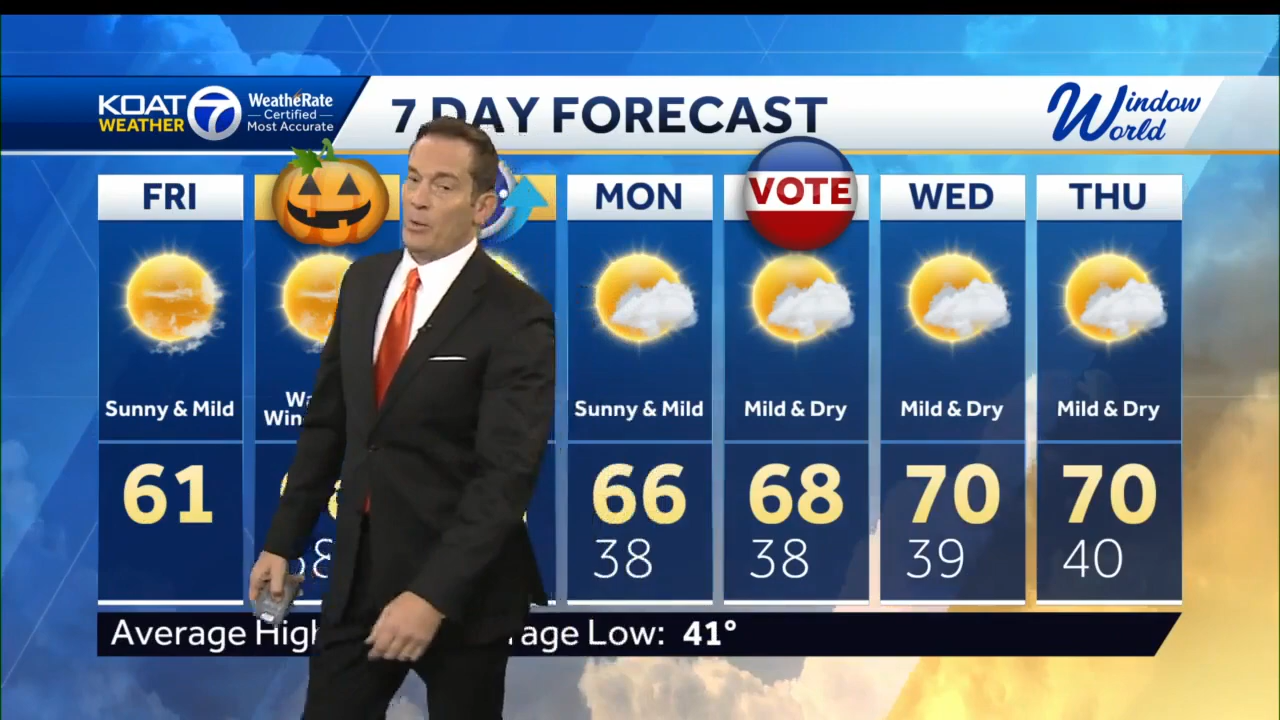 KOAT 7
WEATHER
WeatheRate
Certified
Most Accurate
7 DAY FORECAST
Window
World
FRI
MON
VOTE
WED
THU
Sunny & Mild
Sunny & Mild
Mild & Dry
Mild & Dry
Mild & Dry
61
66
68
70
70
38
38
39
40
Average
Low: 41°